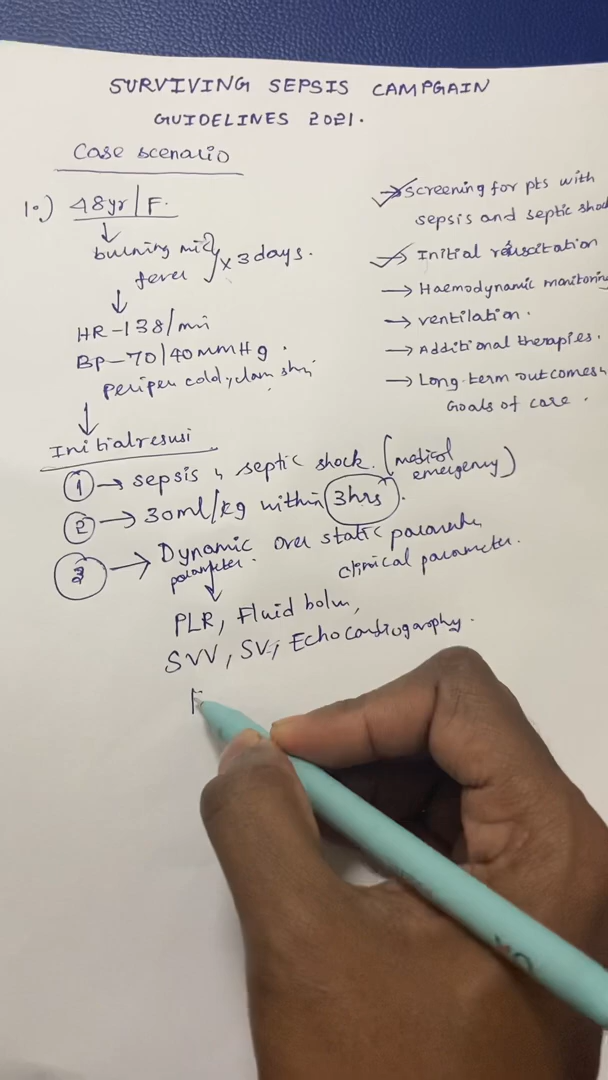 SURVIVING SEPSIS CAMPGAIN
GUIDELINES 2021.
Case scenario
1.) 48yr/F.
burning mic
fever x 3 days.
HR-138/min
BP-70/40mmHg.
peripen cold, clam skin
Initial resusi
1 → sepsis & septic shock. (medical emergency)
2 → 30ml/kg within 3hrs.
3 → Dynamic over static parameter,
parameter. clinical parameter.
PLR, Fluid bolus,
SVV, SV, Echocardiography.
→ Screening for pts with
sepsis and septic shock
→ Initial resuscitation
→ Haemodynamic monitoring
→ ventilation.
→ Additional therapies.
→ Long-term outcomes &
Goals of care.